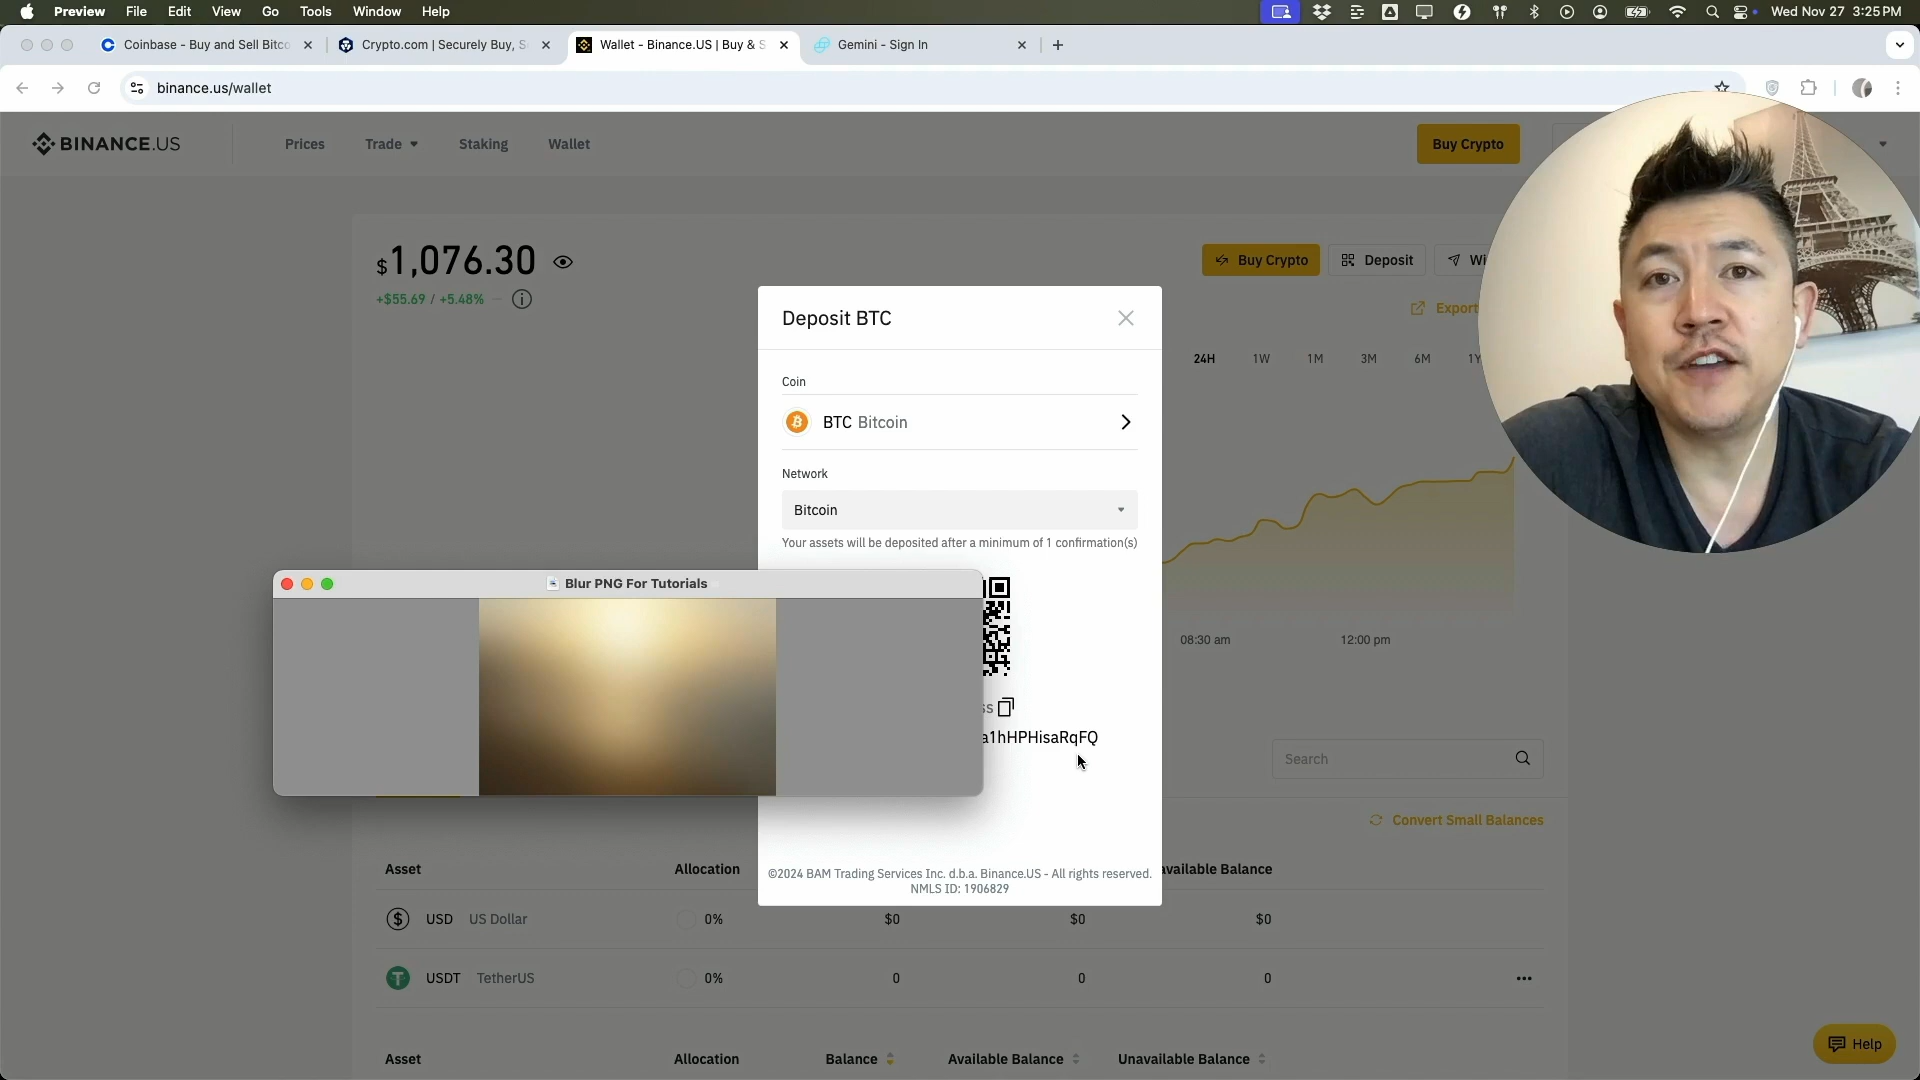 Preview File Edit View Go Tools Window Help Wed Nov 27 3:25 PM
Coinbase - Buy and Sell Bitco Crypto.com | Securely Buy, S Wallet - Binance.US | Buy & S Gemini - Sign In
binance.us/wallet
BINANCE.US Prices Trade Staking Wallet Buy Crypto
$1,076.30
Buy Crypto Deposit Wi
+$55.69 / +5.48%
Export
24H 1W 1M 3M 6M 1Y
Deposit BTC
Coin
BTC Bitcoin
Network
Bitcoin
Your assets will be deposited after a minimum of 1 confirmation(s)
Blur PNG For Tutorials
08:30 am 12:00 pm
ss
a1hHPHisaRqFQ
Search
Convert Small Balances
©2024 BAM Trading Services Inc. d.b.a. Binance.US - All rights reserved.
NMLS ID: 1906829
Asset Allocation available Balance
USD US Dollar 0% $0 $0 $0
USDT TetherUS 0% 0 0 0
Asset Allocation Balance Available Balance Unavailable Balance
Help